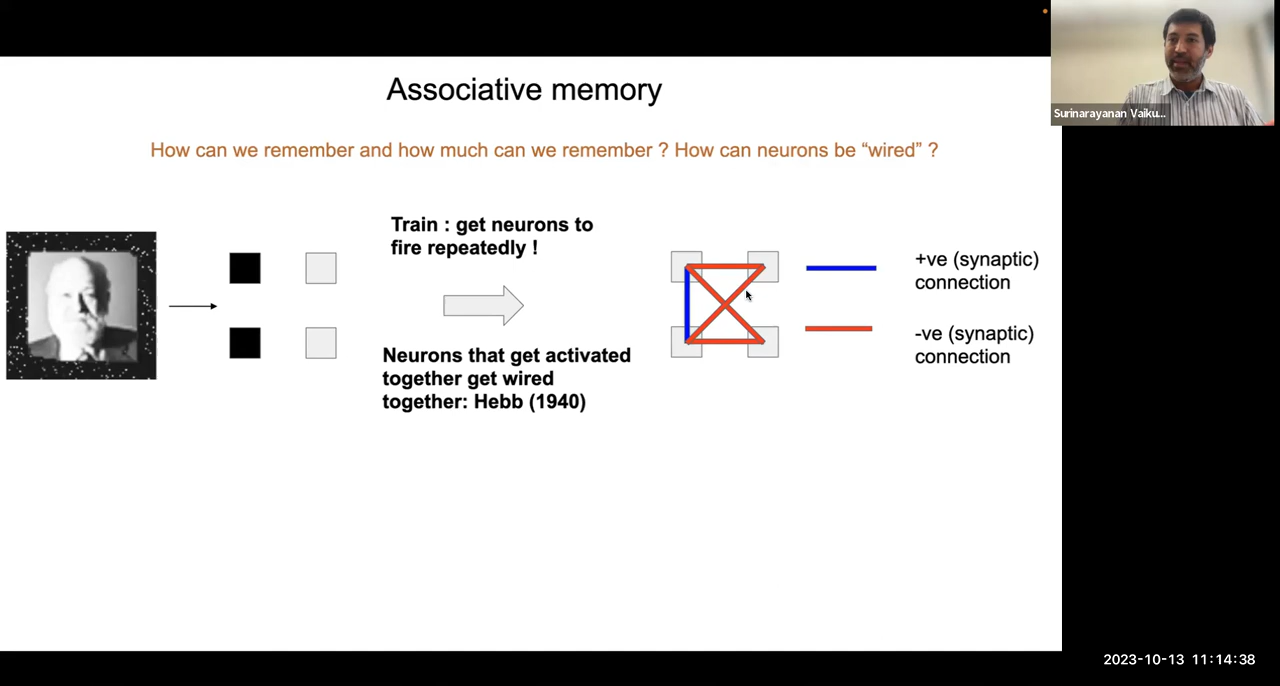 Associative memory
How can we remember and how much can we remember ? How can neurons be “wired” ?
Train : get neurons to
fire repeatedly !
Neurons that get activated
together get wired
together: Hebb (1940)
+ve (synaptic)
connection
-ve (synaptic)
connection
Surinarayanan Vaiku...
2023-10-13 11:14:38